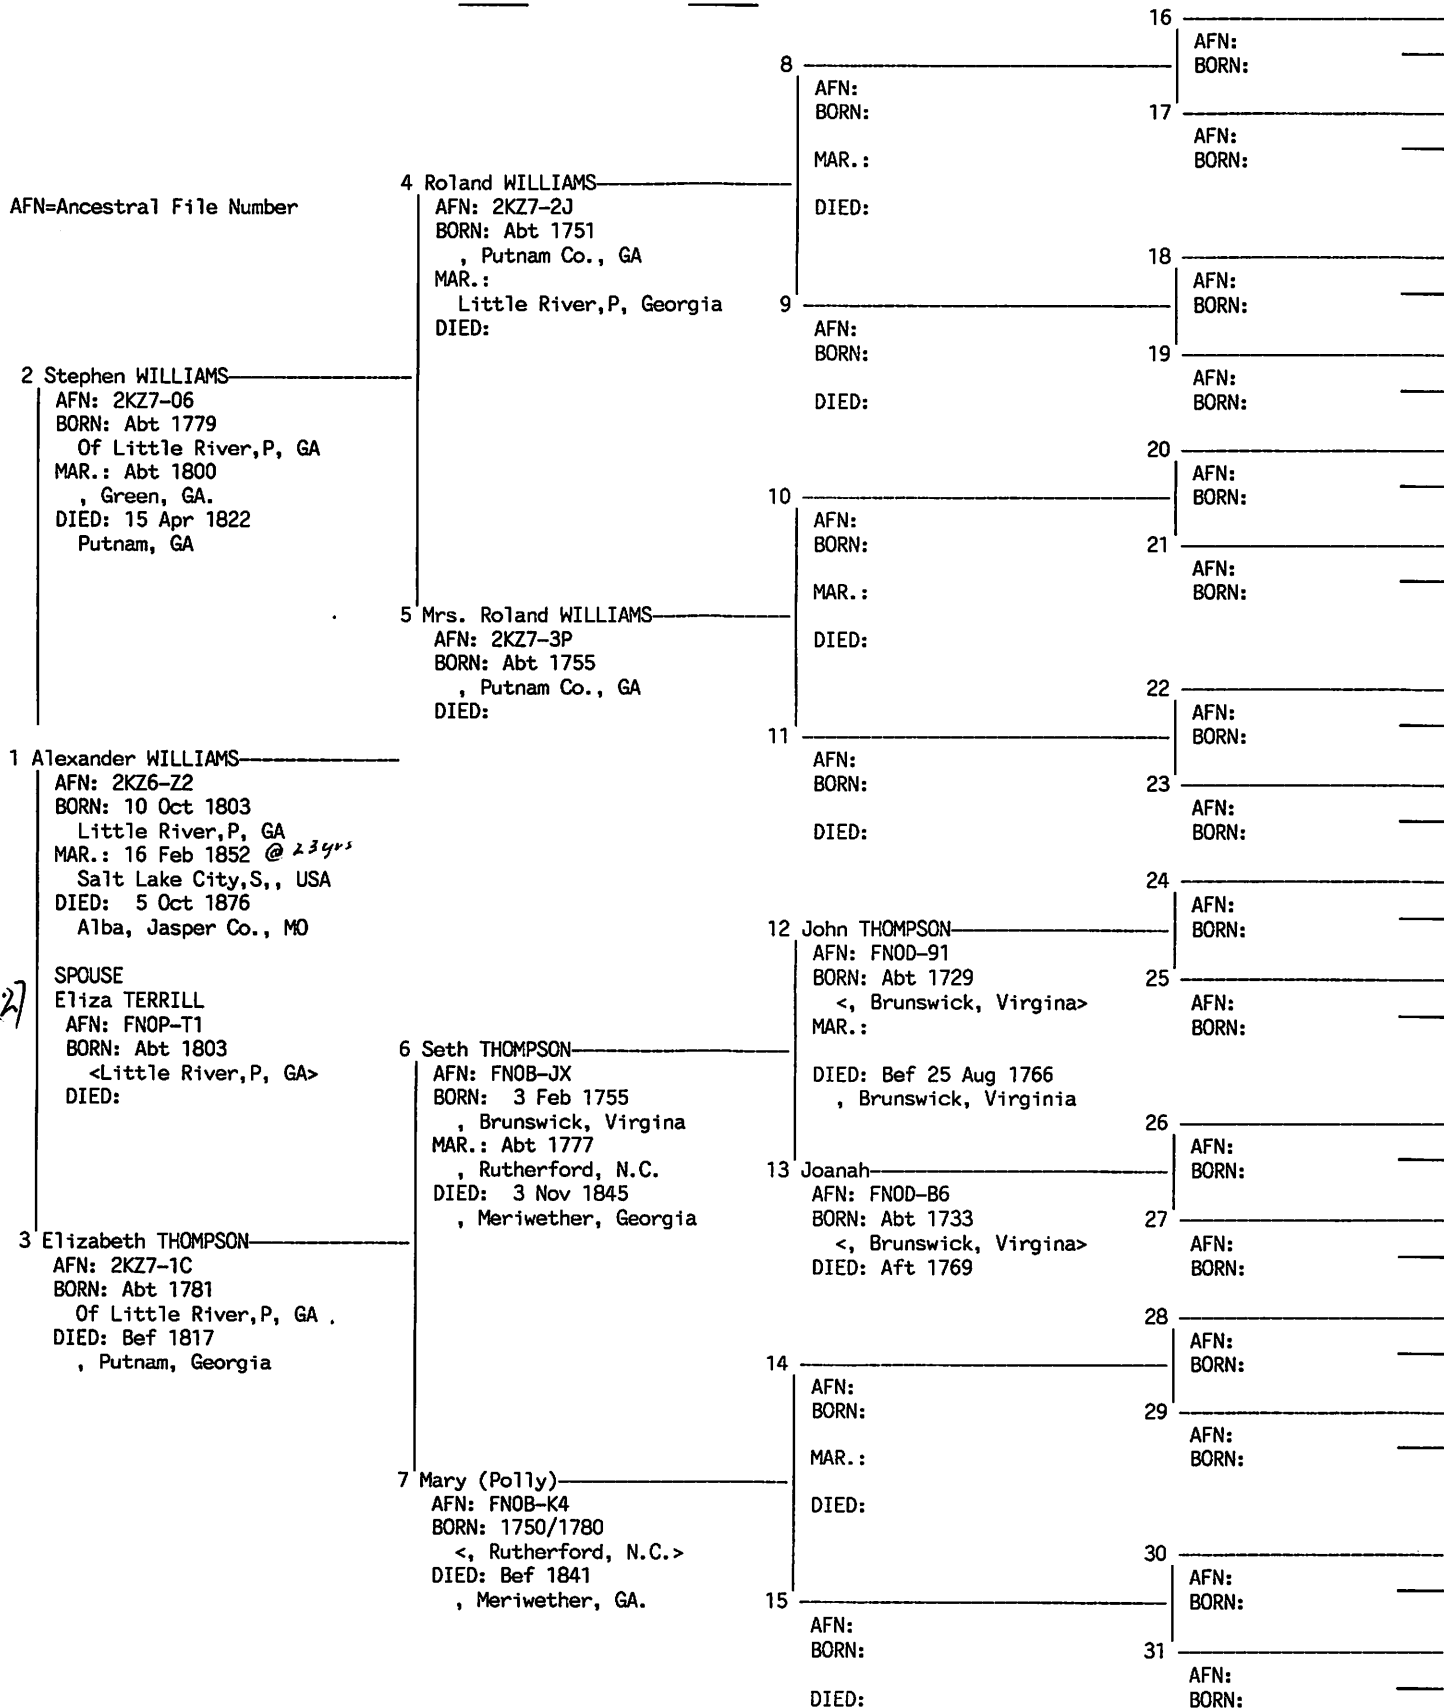 AFN=Ancestral File Number
1 Alexander WILLIAMS
AFN: 2KZ6-Z2
BORN: 10 Oct 1803
Little River,P, GA
MAR.: 16 Feb 1852 @ 23yrs
Salt Lake City,S,, USA
DIED: 5 Oct 1876
Alba, Jasper Co., MO
SPOUSE
Eliza TERRILL
AFN: FNOP-T1
BORN: Abt 1803
<Little River,P, GA>
DIED:
2 Stephen WILLIAMS
AFN: 2KZ7-06
BORN: Abt 1779
Of Little River,P, GA
MAR.: Abt 1800
, Green, GA.
DIED: 15 Apr 1822
Putnam, GA
3 Elizabeth THOMPSON
AFN: 2KZ7-1C
BORN: Abt 1781
Of Little River,P, GA .
DIED: Bef 1817
, Putnam, Georgia
4 Roland WILLIAMS
AFN: 2KZ7-2J
BORN: Abt 1751
, Putnam Co., GA
MAR.:
Little River,P, Georgia
DIED:
5 Mrs. Roland WILLIAMS
AFN: 2KZ7-3P
BORN: Abt 1755
, Putnam Co., GA
DIED:
6 Seth THOMPSON
AFN: FNOB-JX
BORN: 3 Feb 1755
, Brunswick, Virgina
MAR.: Abt 1777
, Rutherford, N.C.
DIED: 3 Nov 1845
, Meriwether, Georgia
7 Mary (Polly)
AFN: FNOB-K4
BORN: 1750/1780
<, Rutherford, N.C.>
DIED: Bef 1841
, Meriwether, GA.
8
AFN:
BORN:
MAR.:
DIED:
9
AFN:
BORN:
DIED:
10
AFN:
BORN:
MAR.:
DIED:
11
AFN:
BORN:
DIED:
12 John THOMPSON
AFN: FNOD-91
BORN: Abt 1729
<, Brunswick, Virgina>
MAR.:
DIED: Bef 25 Aug 1766
, Brunswick, Virginia
13 Joanah
AFN: FNOD-B6
BORN: Abt 1733
<, Brunswick, Virgina>
DIED: Aft 1769
14
AFN:
BORN:
MAR.:
DIED:
15
AFN:
BORN:
DIED:
16
AFN:
BORN:
17
AFN:
BORN:
18
AFN:
BORN:
19
AFN:
BORN:
20
AFN:
BORN:
21
AFN:
BORN:
22
AFN:
BORN:
23
AFN:
BORN:
24
AFN:
BORN:
25
AFN:
BORN:
26
AFN:
BORN:
27
AFN:
BORN:
28
AFN:
BORN:
29
AFN:
BORN:
30
AFN:
BORN:
31
AFN:
BORN: